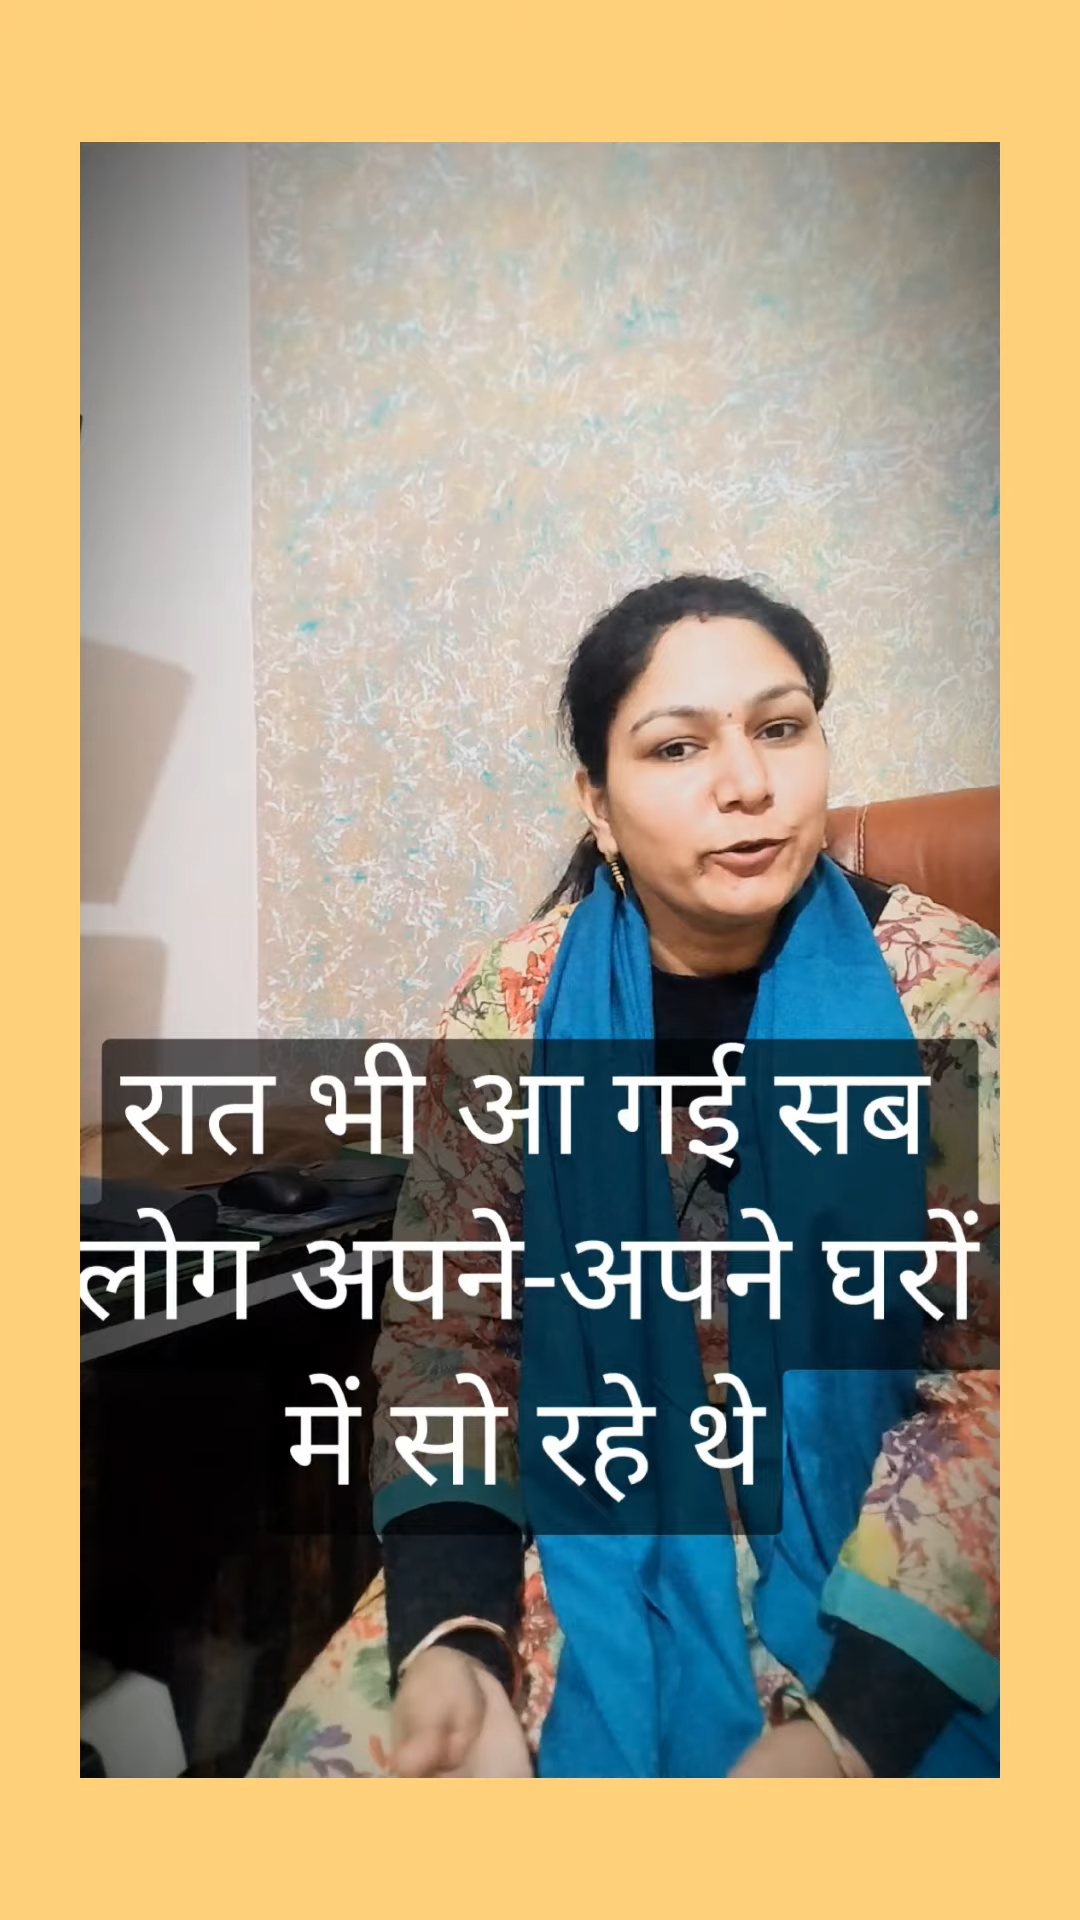 रात भी आ गई सब
लोग अपने-अपने घरों
में सो रहे थे